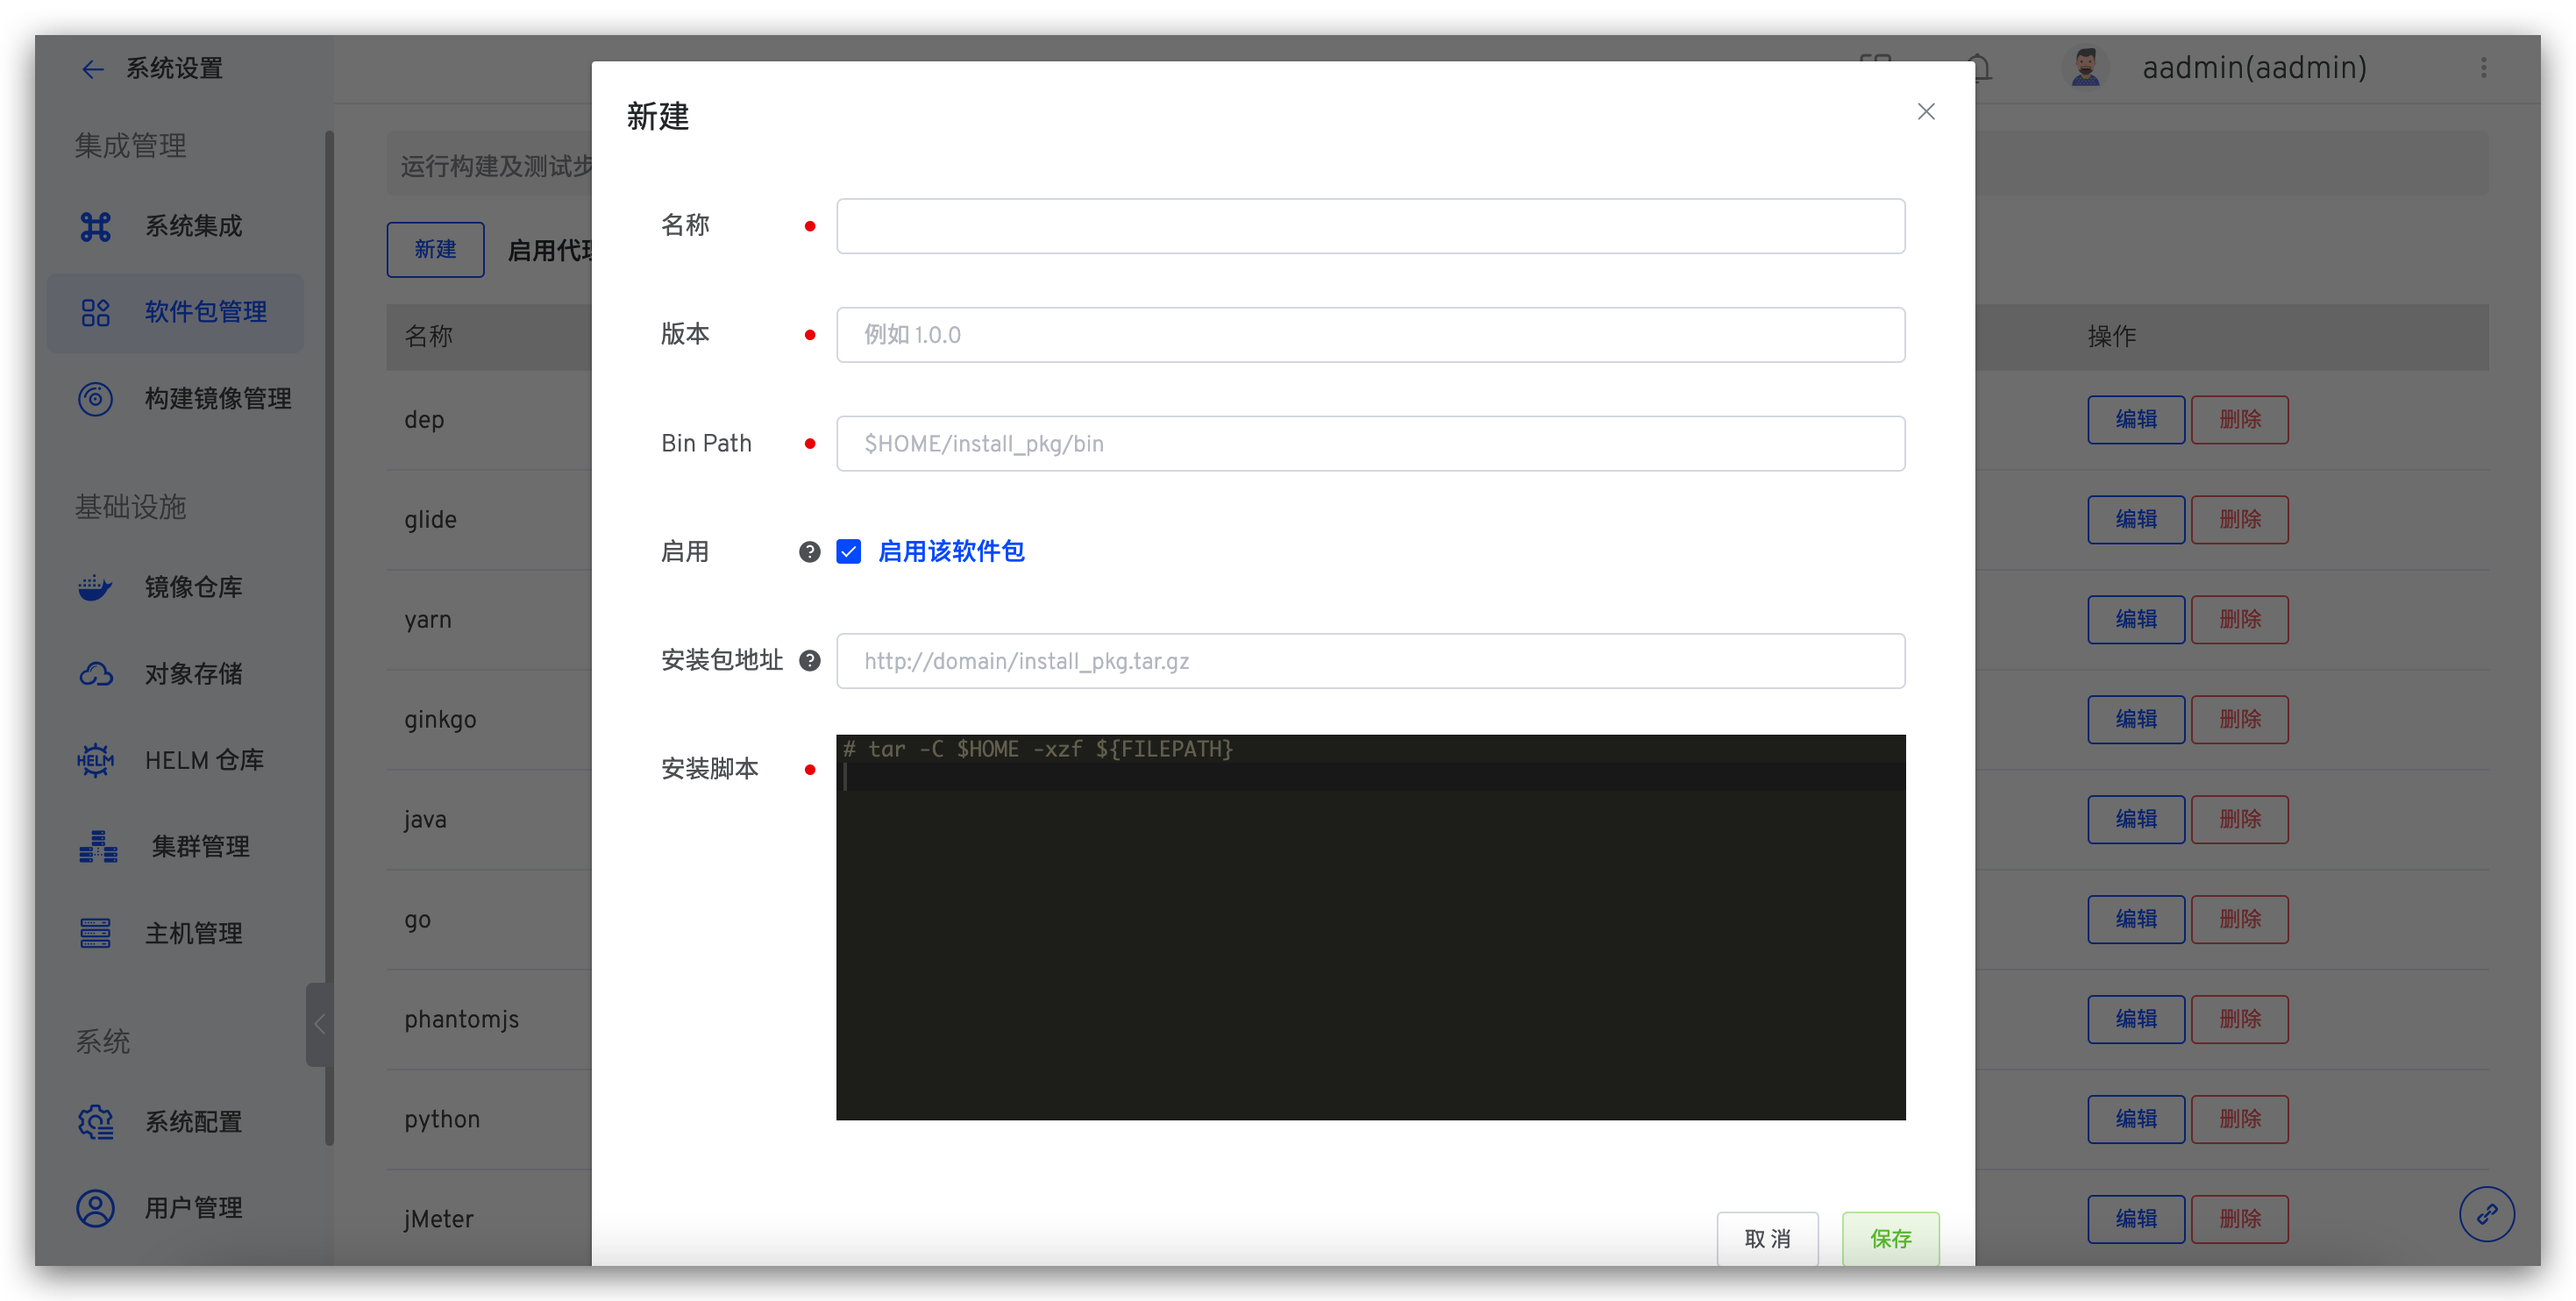 系统设置
aadmin(aadmin)
集成管理
系统集成
软件包管理
构建镜像管理
基础设施
镜像仓库
对象存储
HELM
HELM 仓库
集群管理
主机管理
系统
系统配置
用户管理
运行构建及测试步
新建
启用代理
名称
操作
dep
编辑 删除
glide
编辑 删除
yarn
编辑 删除
ginkgo
编辑 删除
java
编辑 删除
go
编辑 删除
phantomjs
编辑 删除
python
编辑 删除
jMeter
编辑 删除
新建
名称
版本
例如 1.0.0
Bin Path
$HOME/install_pkg/bin
启用
启用该软件包
安装包地址
http://domain/install_pkg.tar.gz
安装脚本
# tar -C $HOME -xzf ${FILEPATH}
取 消
保存